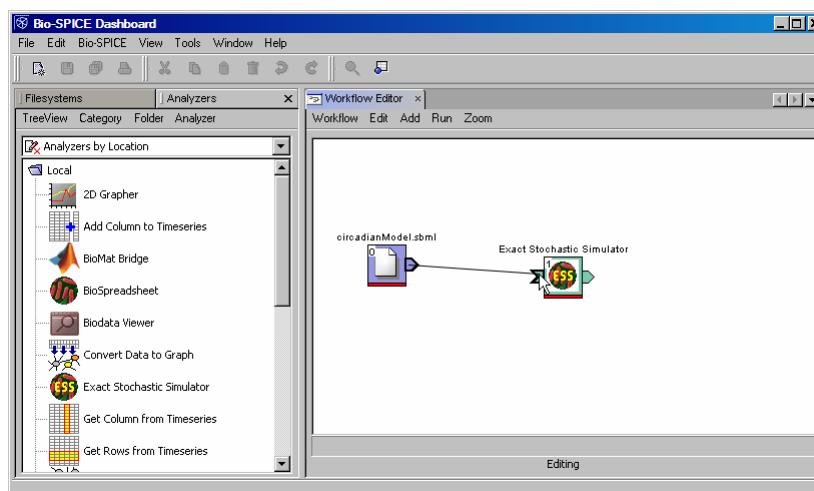 Bio-SPICE Dashboard
File Edit Bio-SPICE View Tools Window Help
Filesystems Analyzers x Workflow Editor x
TreeView Category Folder Analyzer
Workflow Edit Add Run Zoom
Analyzers by Location
Local
2D Grapher
Add Column to Timeseries
BioMat Bridge
BioSpreadsheet
Biodata Viewer
Convert Data to Graph
ESS Exact Stochastic Simulator
Get Column from Timeseries
Get Rows from Timeseries
circadianModel.sbml
0
Exact Stochastic Simulator
1
ESS
Editing